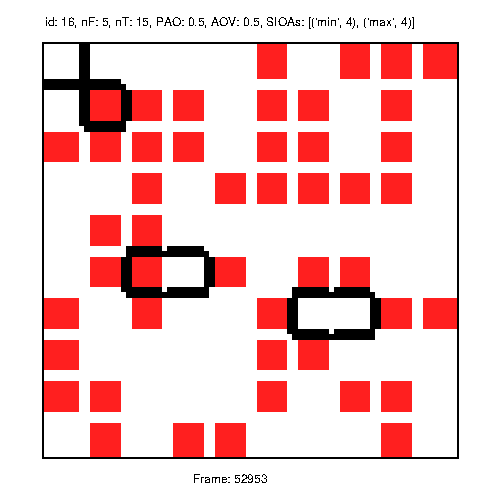 id: 16, nF: 5, nT: 15, PAO: 0.5, AOV: 0.5, SIOAs: [('min', 4), ('max', 4)]
Frame: 52953